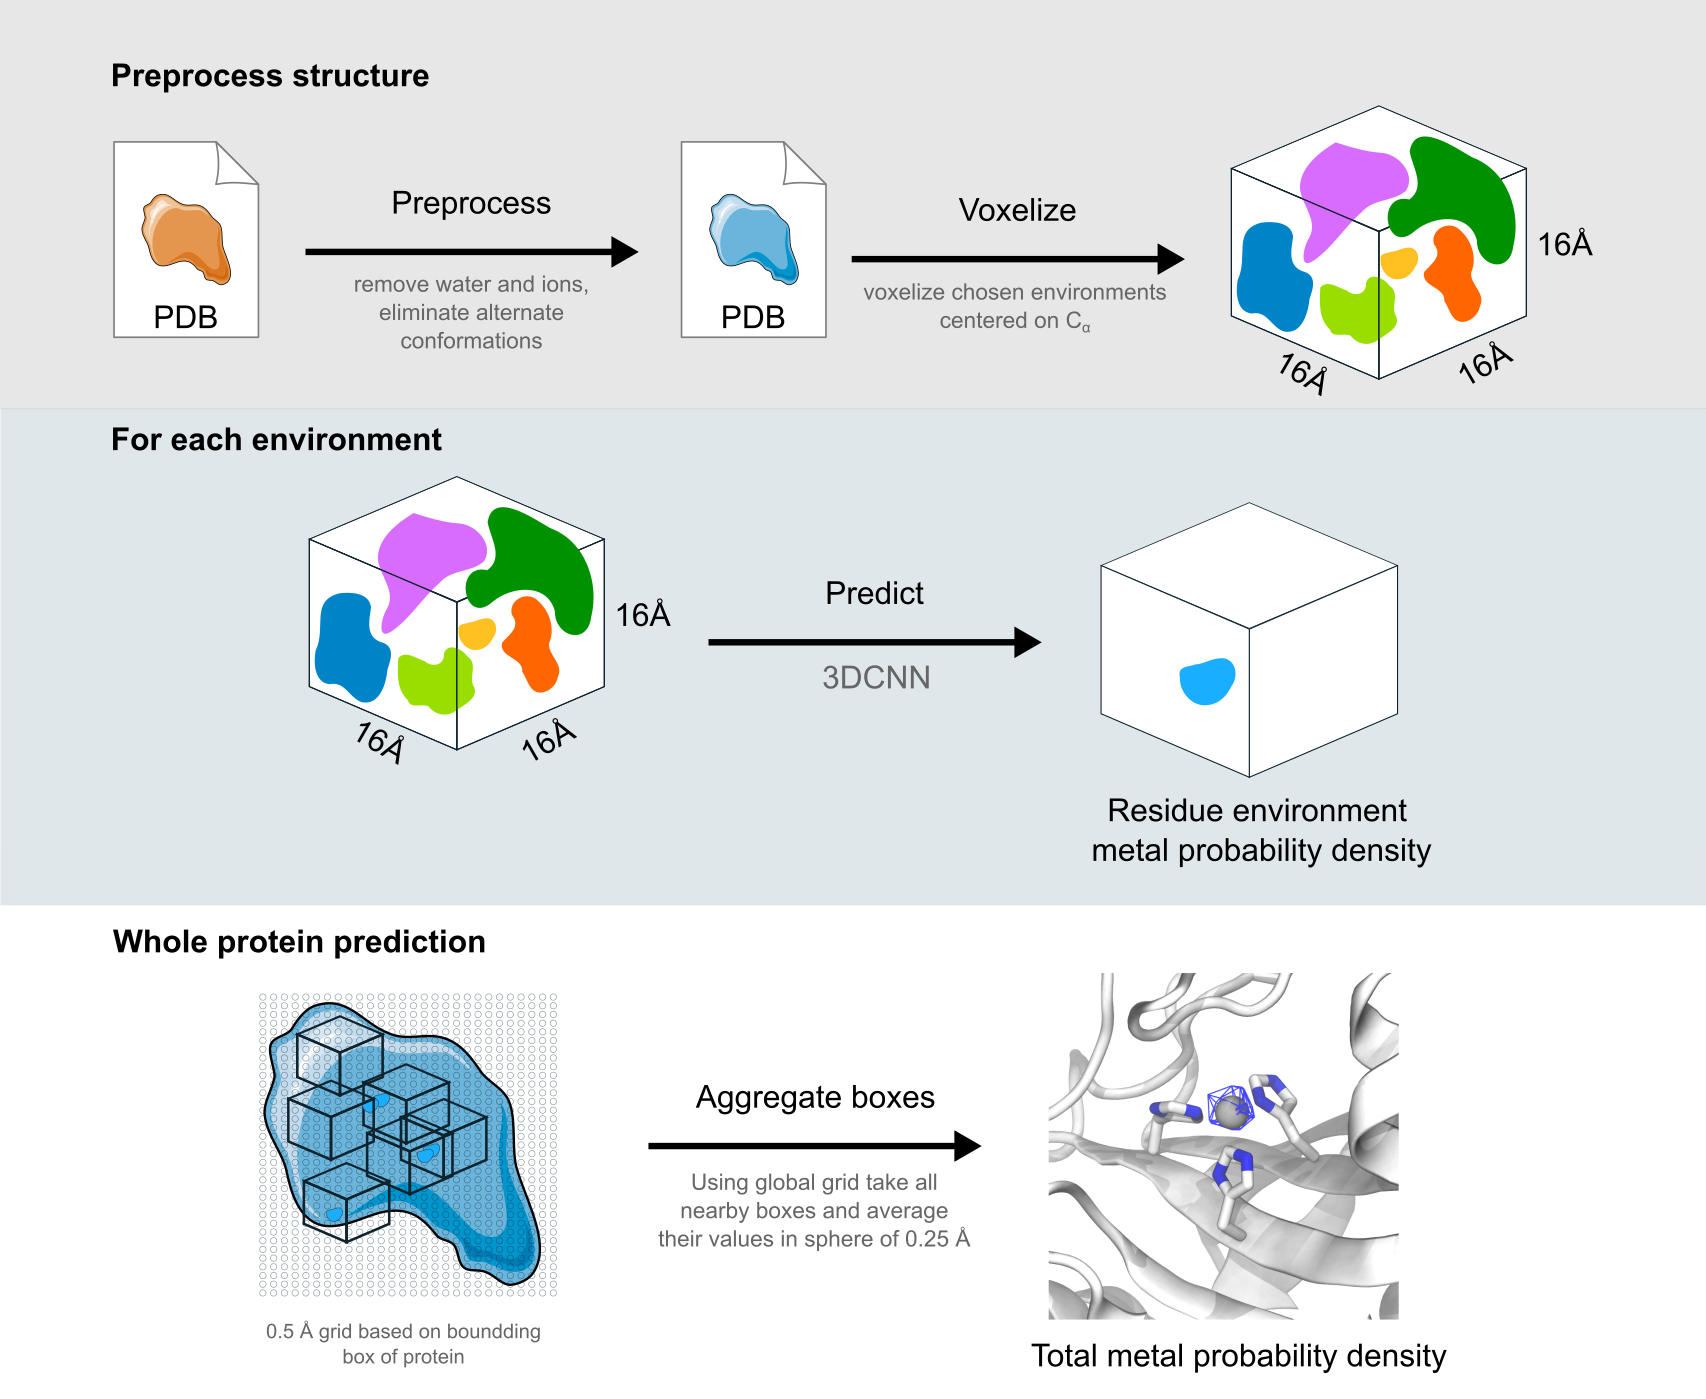 Preprocess structure
PDB
Preprocess
remove water and ions,
eliminate alternate
conformations
PDB
Voxelize
voxelize chosen environments
centered on Cα
16Å
16Å
16Å
For each environment
16Å
16Å
16Å
Predict
3DCNN
Residue environment
metal probability density
Whole protein prediction
0.5 Å grid based on boundding
box of protein
Aggregate boxes
Using global grid take all
nearby boxes and average
their values in sphere of 0.25 Å
Total metal probability density